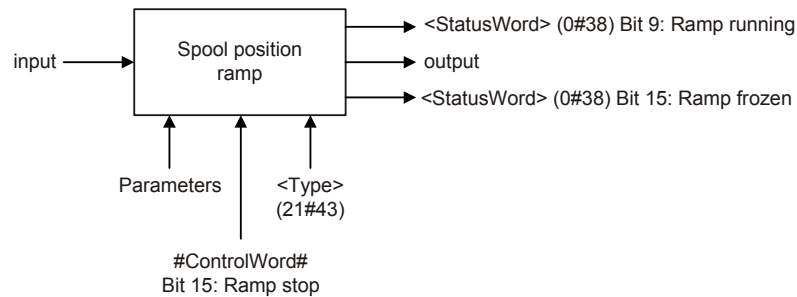 <StatusWord> (0#38) Bit 9: Ramp running
Spool position
ramp
input
output
<StatusWord> (0#38) Bit 15: Ramp frozen
Parameters
<Type>
(21#43)
#ControlWord#
Bit 15: Ramp stop